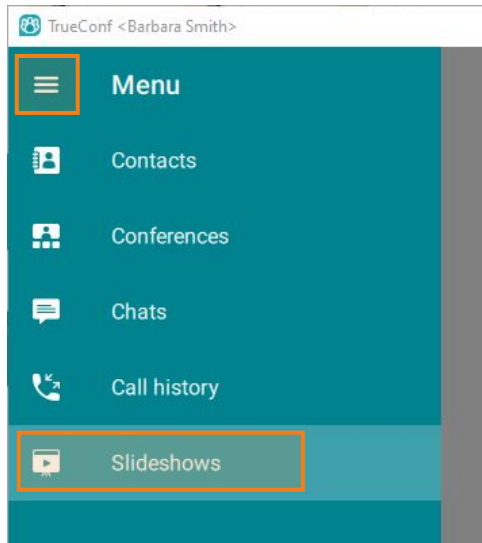 TrueConf <Barbara Smith>
Menu
Contacts
Conferences
Chats
Call history
Slideshows